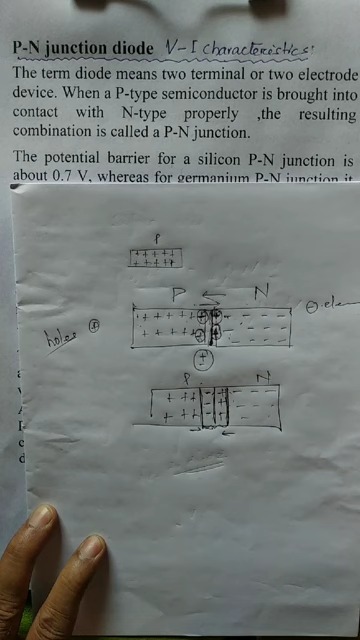 P-N junction diode V-I characteristics:
The term diode means two terminal or two electrode
device. When a P-type semiconductor is brought into
contact with N-type properly ,the resulting
combination is called a P-N junction.
The potential barrier for a silicon P-N junction is
about 0.7 V, whereas for germanium P-N junction it
P
+ + + + +
+ + + + +
P N
holes ⊕
⊖ elem
+
P N